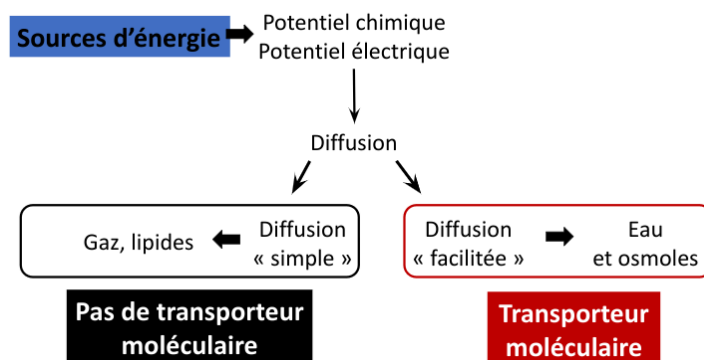 Sources d’énergie
Potentiel chimique
Potentiel électrique
Diffusion
Gaz, lipides
Diffusion
« simple »
Diffusion
« facilitée »
Eau
et osmoles
Pas de transporteur
moléculaire
Transporteur
moléculaire